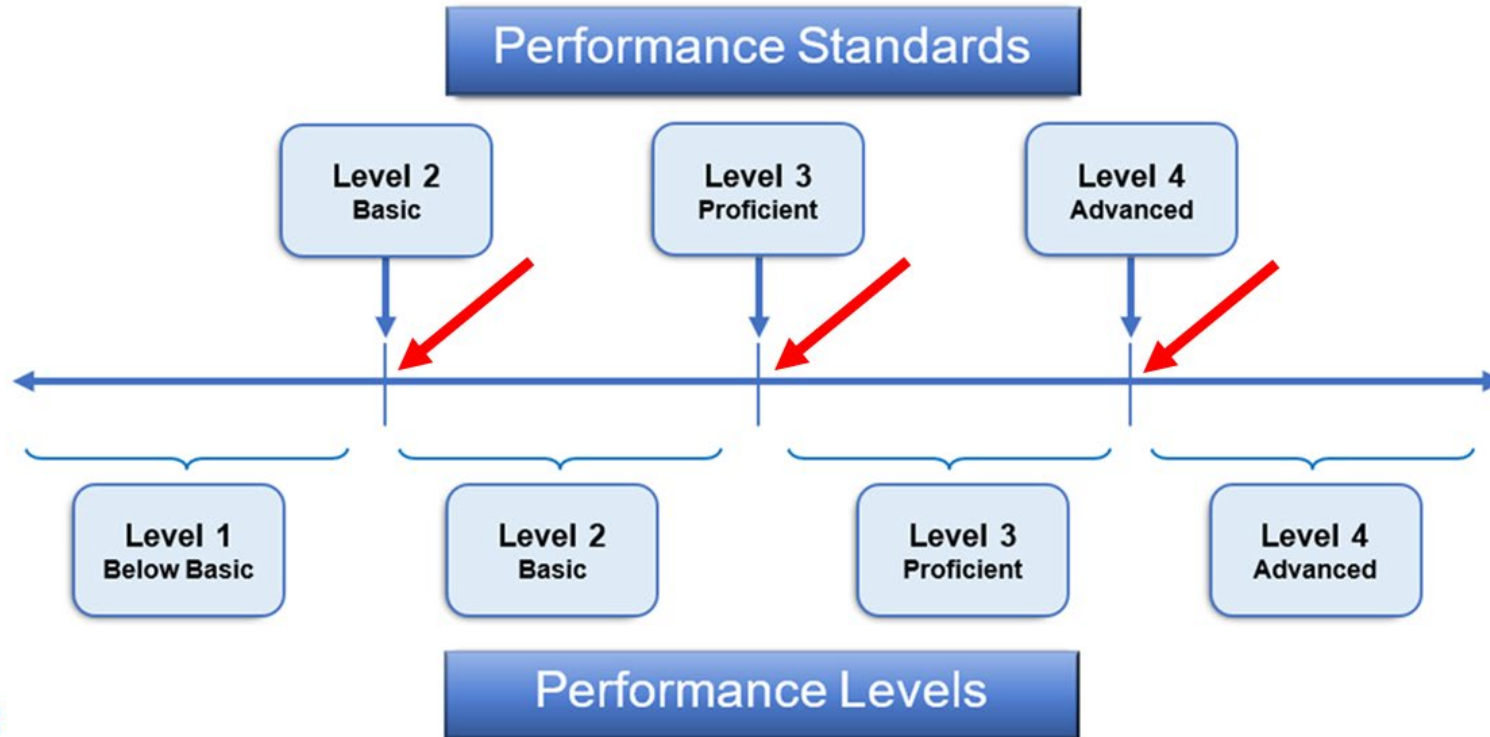 Performance Standards
Level 2
Basic
Level 3
Proficient
Level 4
Advanced
Level 1
Below Basic
Level 2
Basic
Level 3
Proficient
Level 4
Advanced
Performance Levels